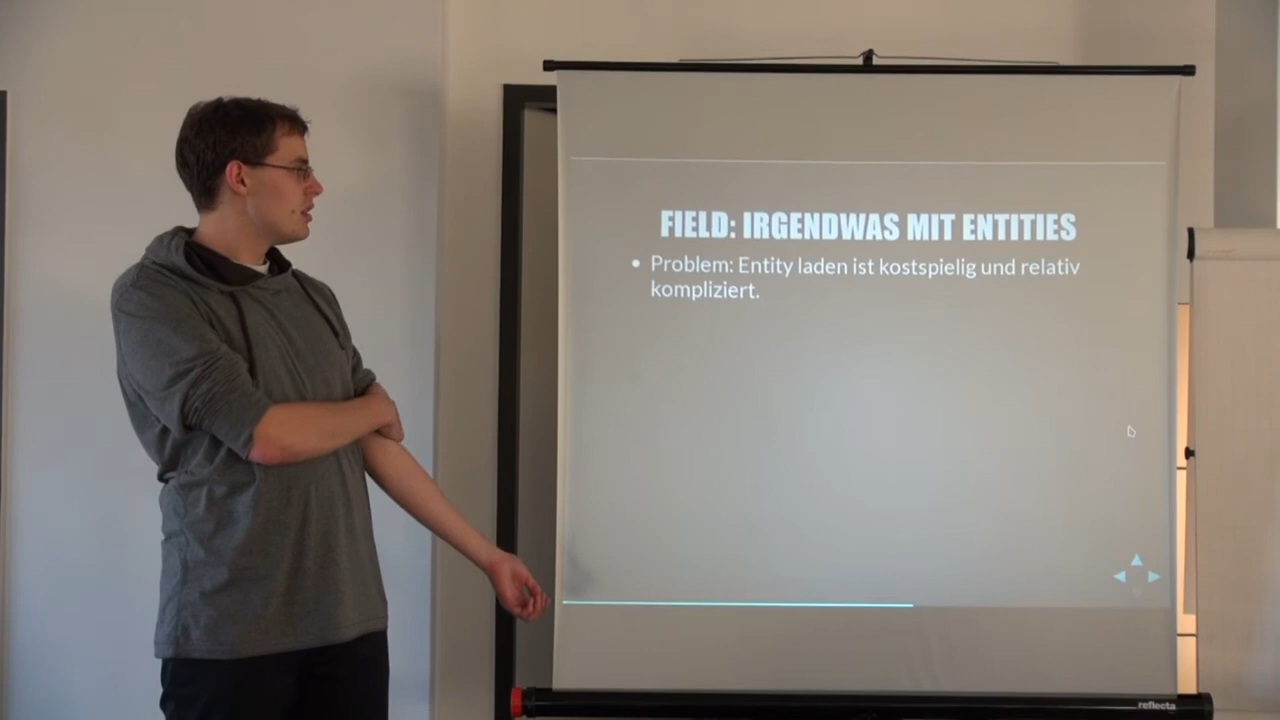 FIELD: IRGENDWAS MIT ENTITIES
• Problem: Entity laden ist kostspielig und relativ
kompliziert.
reflecta